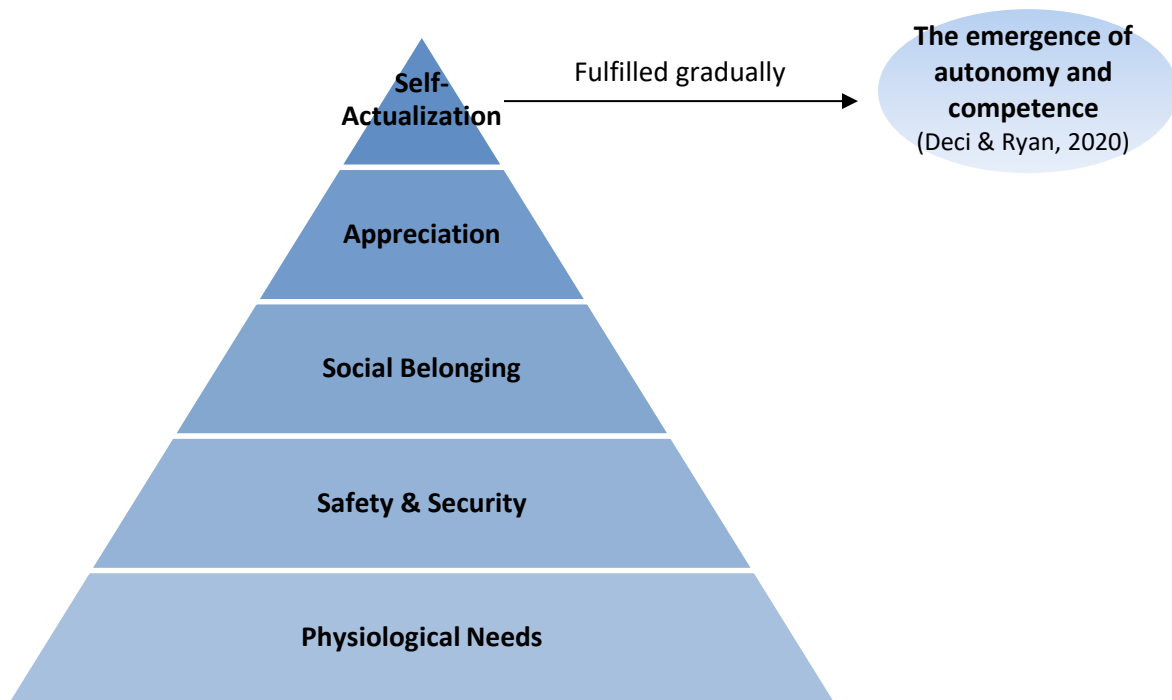 The emergence of
autonomy and
competence
(Deci & Ryan, 2020)
Fulfilled gradually
Self-
Actualization
Appreciation
Social Belonging
Safety & Security
Physiological Needs